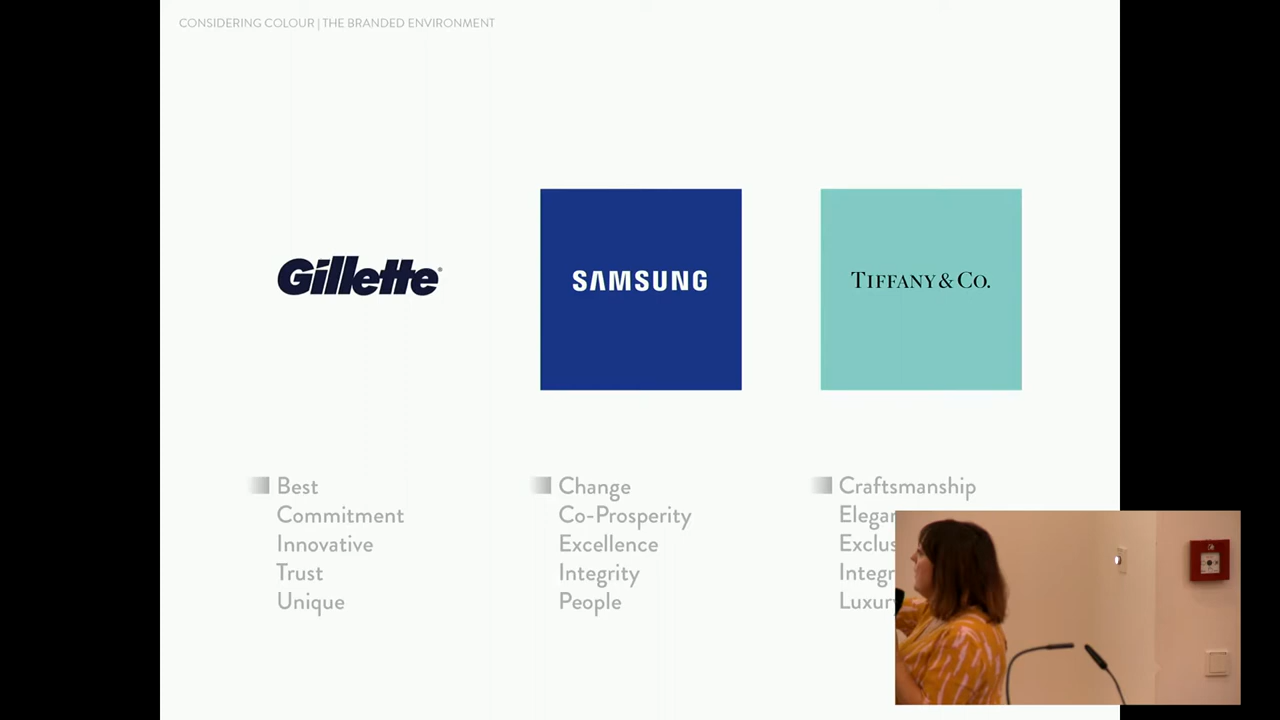 CONSIDERING COLOUR | THE BRANDED ENVIRONMENT
Gillette®
SAMSUNG
TIFFANY & CO.
Best
Commitment
Innovative
Trust
Unique
Change
Co-Prosperity
Excellence
Integrity
People
Craftsmanship